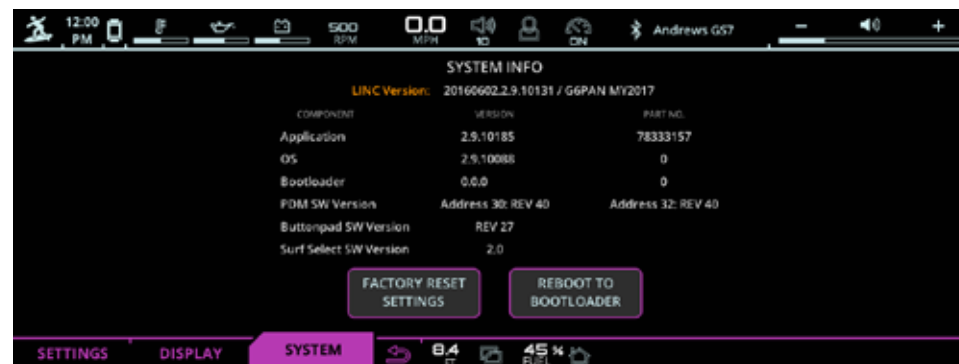 12:00 PM 500 RPM 0.0 MPH 10 ON Andrews GS7 − +
SYSTEM INFO
LINC Version: 20160602.2.9.10131 / G6PAN MY2017
COMPONENT VERSION PART NO.
Application 2.9.10185 78333157
OS 2.9.10088 0
Bootloader 0.0.0 0
PDM SW Version Address 30: REV 40 Address 32: REV 40
Buttonpad SW Version REV 27
Surf Select SW Version 2.0
FACTORY RESET REBOOT TO
SETTINGS BOOTLOADER
SETTINGS DISPLAY SYSTEM 8.4 FT 45 % FUEL